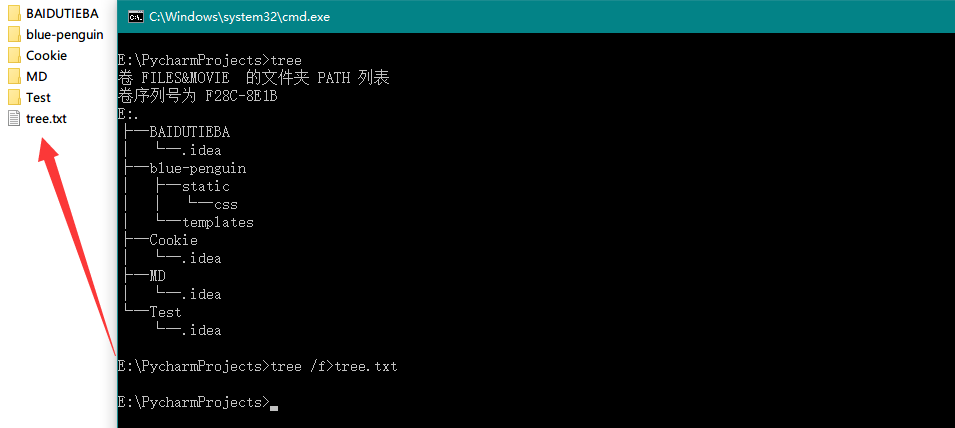 BAIDUTIEBA
blue-penguin
Cookie
MD
Test
tree.txt
C:\Windows\system32\cmd.exe
E:\PycharmProjects>tree
卷 FILES&MOVIE 的文件夹 PATH 列表
卷序列号为 F28C-8E1B
E:.
├─BAIDUTIEBA
│  └─.idea
├─blue-penguin
│  ├─static
│  │  └─css
│  └─templates
├─Cookie
│  └─.idea
├─MD
│  └─.idea
└─Test
    └─.idea
E:\PycharmProjects>tree /f>tree.txt
E:\PycharmProjects>_